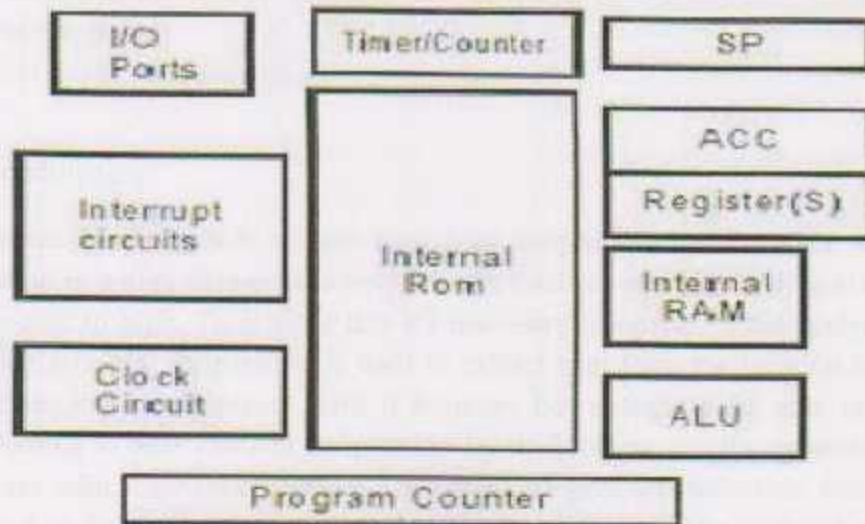 I/O
Ports
Timer/Counter
SP
ACC
Register(S)
Interrupt
circuits
Internal
Rom
Internal
RAM
Clock
Circuit
ALU
Program Counter